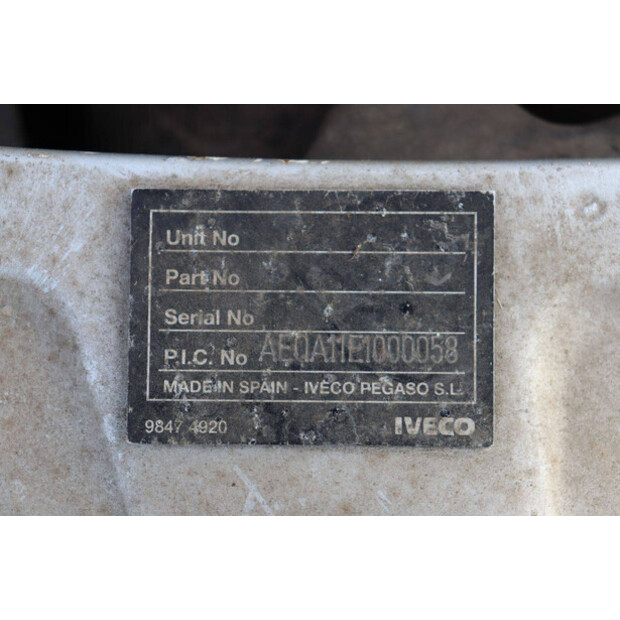 Unit No
Part No
Serial No
P.I.C. No AE0A11E1000058
MADE IN SPAIN - IVECO PEGASO S.L.
9847 4920 IVECO